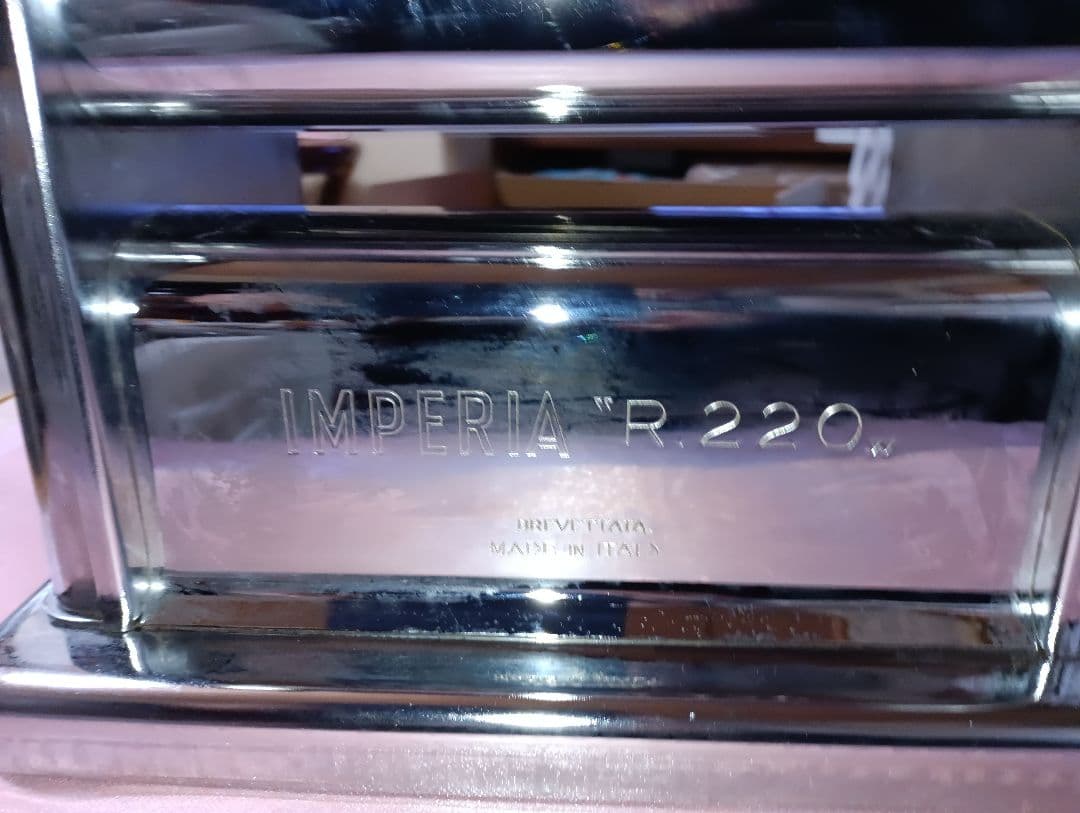 IMPERIA "R.220"
BREVETTATA
MADE IN ITALY